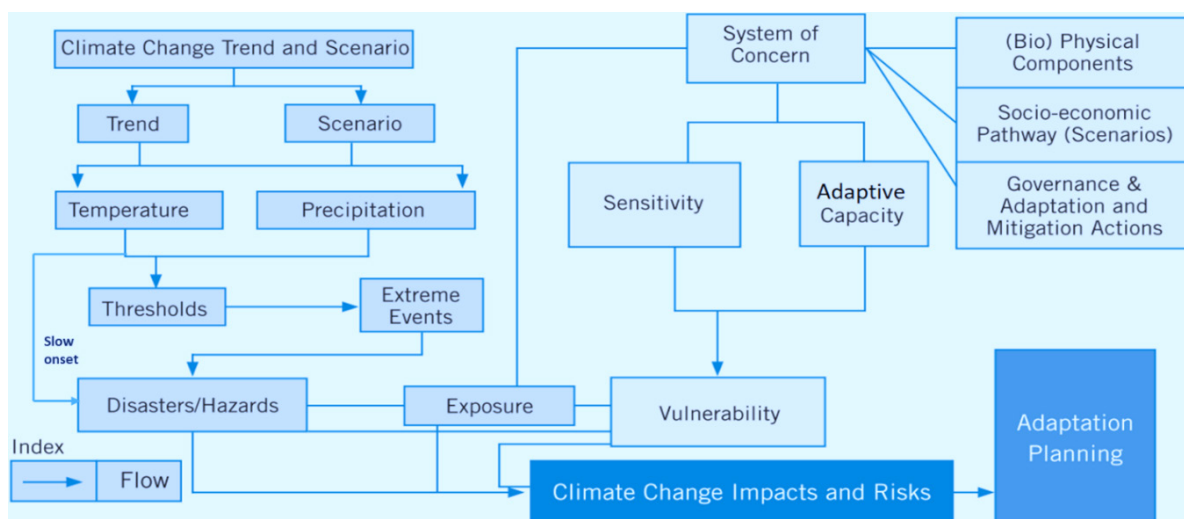 Climate Change Trend and Scenario
Trend
Scenario
Temperature
Precipitation
Thresholds
Extreme
Events
Slow
onset
Disasters/Hazards
Exposure
Index
Flow
System of
Concern
(Bio) Physical
Components
Socio-economic
Pathway (Scenarios)
Governance &
Adaptation and
Mitigation Actions
Sensitivity
Adaptive
Capacity
Vulnerability
Climate Change Impacts and Risks
Adaptation
Planning